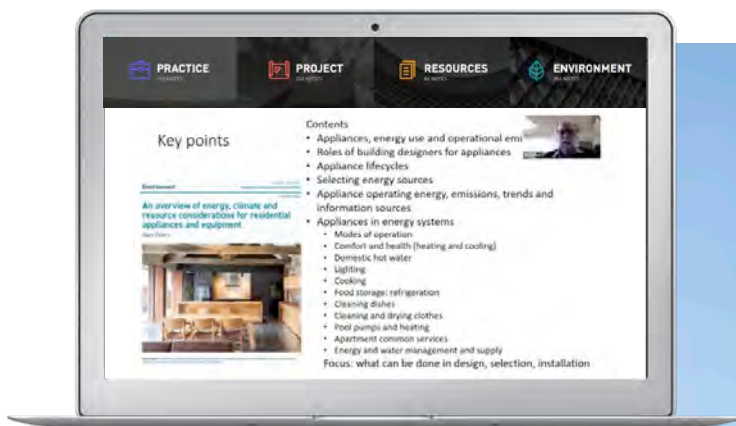 PRACTICE
PROJECT
RESOURCES
ENVIRONMENT
Key points
Environment
An overview of energy, climate and
resource considerations for residential
appliances and equipment
Contents
• Appliances, energy use and operational emi
• Roles of building designers for appliances
• Appliance lifecycles
• Selecting energy sources
• Appliance operating energy, emissions, trends and
information sources
• Appliances in energy systems
• Modes of operation
• Comfort and health (heating and cooling)
• Domestic hot water
• Lighting
• Cooking
• Food storage: refrigeration
• Cleaning dishes
• Cleaning and drying clothes
• Pool pumps and heating
• Apartment common services
• Energy and water management and supply
Focus: what can be done in design, selection, installation